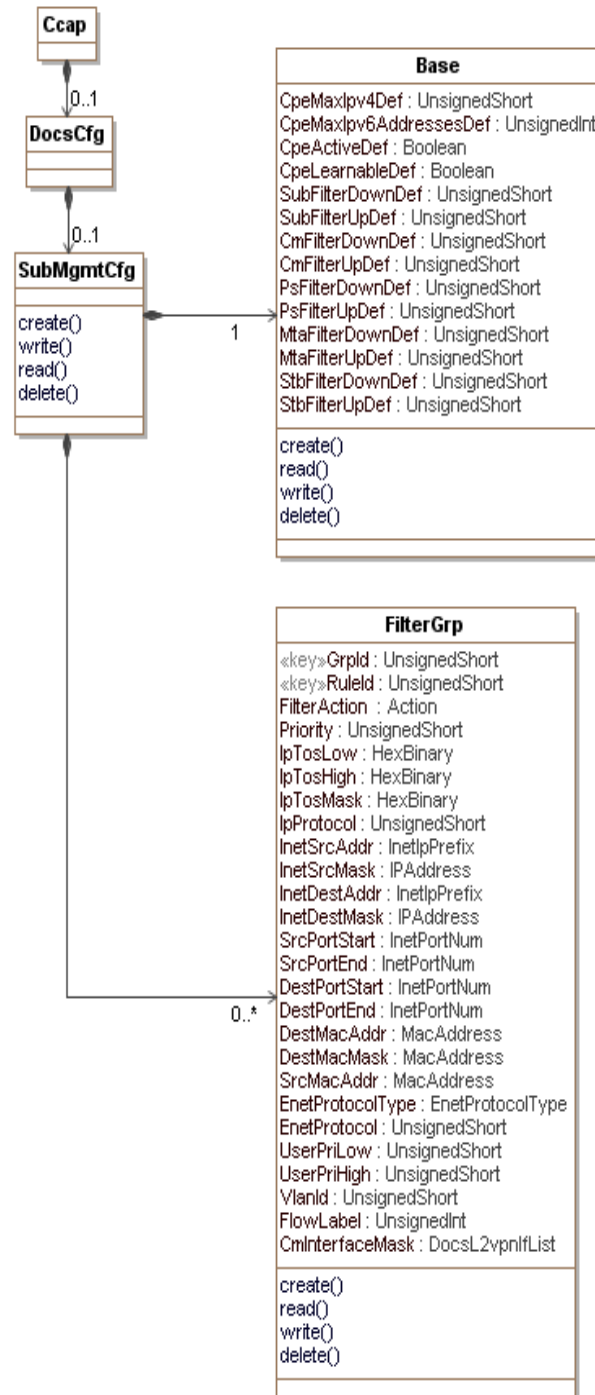 Ccap
0..1
DocsCfg
0..1
SubMgmtCfg
create()
write()
read()
delete()
1
Base
CpeMaxIpv4Def : UnsignedShort
CpeMaxIpv6AddressesDef : UnsignedInt
CpeActiveDef : Boolean
CpeLearnableDef : Boolean
SubFilterDownDef : UnsignedShort
SubFilterUpDef : UnsignedShort
CmFilterDownDef : UnsignedShort
CmFilterUpDef : UnsignedShort
PsFilterDownDef : UnsignedShort
PsFilterUpDef : UnsignedShort
MtaFilterDownDef : UnsignedShort
MtaFilterUpDef : UnsignedShort
StbFilterDownDef : UnsignedShort
StbFilterUpDef : UnsignedShort
create()
read()
write()
delete()
0..*
FilterGrp
«key»GrpId : UnsignedShort
«key»RuleId : UnsignedShort
FilterAction : Action
Priority : UnsignedShort
IpTosLow : HexBinary
IpTosHigh : HexBinary
IpTosMask : HexBinary
IpProtocol : UnsignedShort
InetSrcAddr : InetIpPrefix
InetSrcMask : IPAddress
InetDestAddr : InetIpPrefix
InetDestMask : IPAddress
SrcPortStart : InetPortNum
SrcPortEnd : InetPortNum
DestPortStart : InetPortNum
DestPortEnd : InetPortNum
DestMacAddr : MacAddress
DestMacMask : MacAddress
SrcMacAddr : MacAddress
EnetProtocolType : EnetProtocolType
EnetProtocol : UnsignedShort
UserPriLow : UnsignedShort
UserPriHigh : UnsignedShort
VlanId : UnsignedShort
FlowLabel : UnsignedInt
CmInterfaceMask : DocsL2vpnIfList
create()
read()
write()
delete()